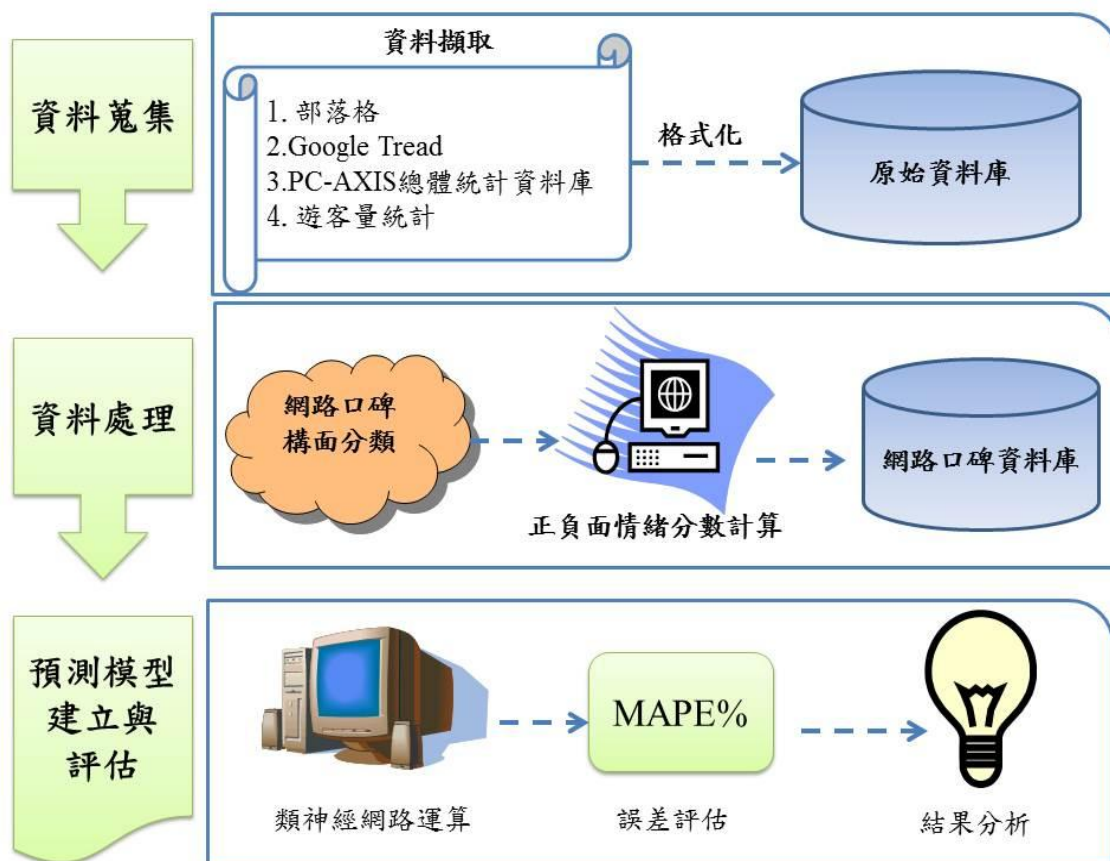 資料蒐集
資料擷取
1. 部落格
2.Google Tread
3.PC-AXIS總體統計資料庫
4. 遊客量統計
格式化
原始資料庫
資料處理
網路口碑
構面分類
正負面情緒分數計算
網路口碑資料庫
預測模型
建立與
評估
類神經網路運算
MAPE%
誤差評估
結果分析